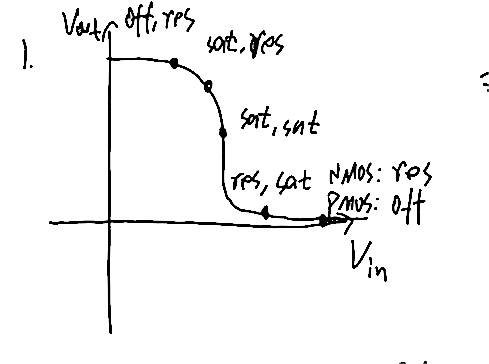 Vout, off, res
1.
sat, res
sat, sat
res, sat
NMOS: res
PMOS: off
Vin